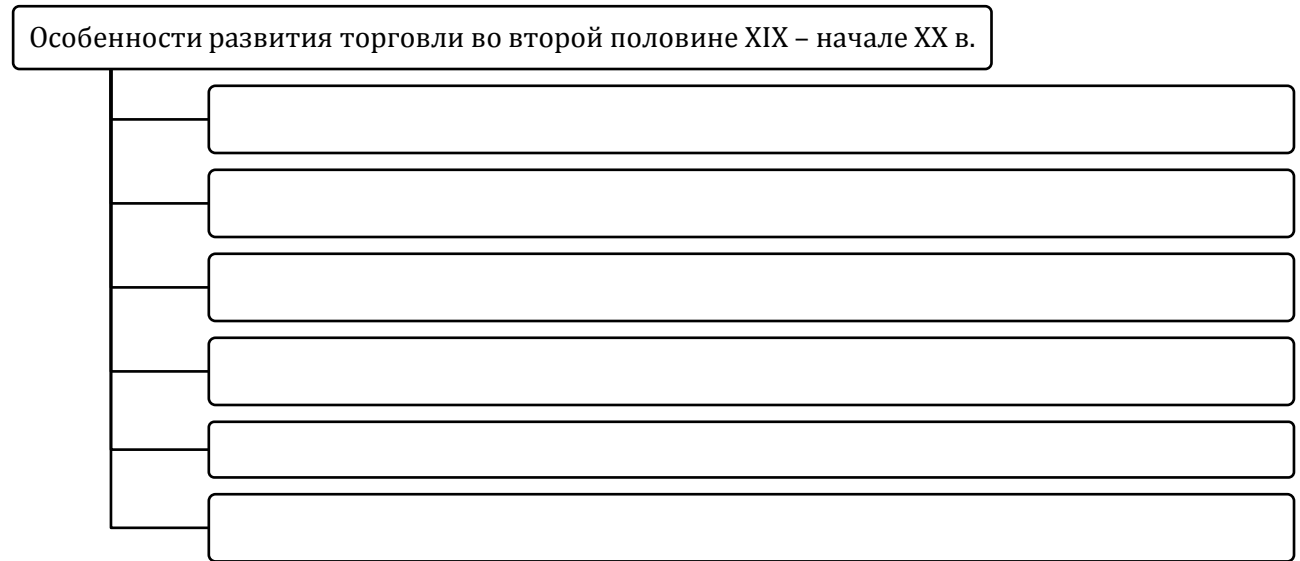 Особенности развития торговли во второй половине XIX – начале XX в.